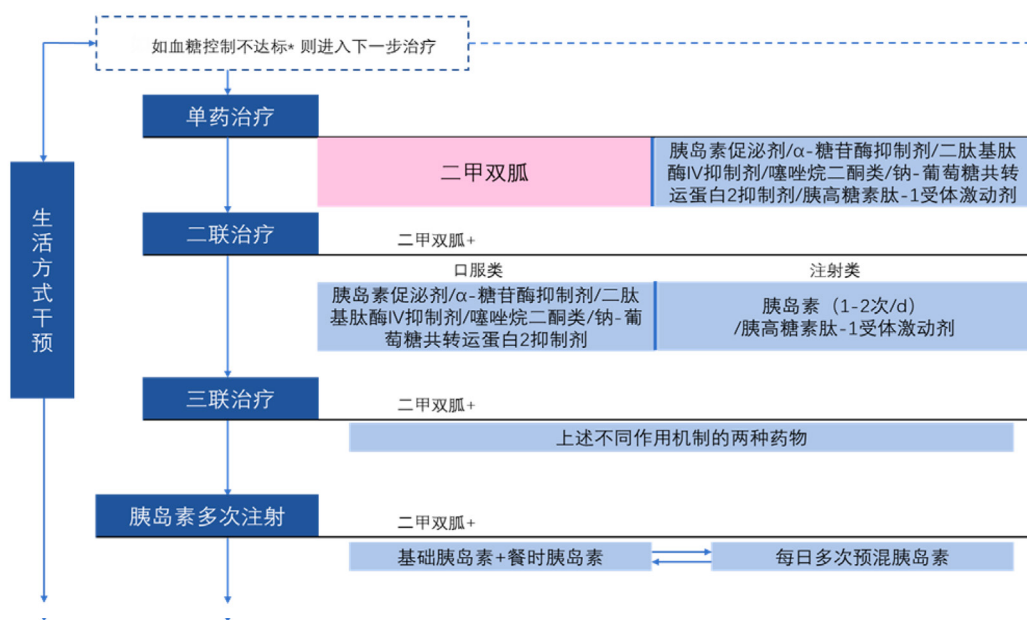 如血糖控制不达标* 则进入下一步治疗
单药治疗
二甲双胍
胰岛素促泌剂/α-糖苷酶抑制剂/二肽基肽
酶IV抑制剂/噻唑烷二酮类/钠-葡萄糖共转
运蛋白2抑制剂/胰高糖素肽-1受体激动剂
生活方式干预
二联治疗
二甲双胍+
口服类
注射类
胰岛素促泌剂/α-糖苷酶抑制剂/二肽
基肽酶IV抑制剂/噻唑烷二酮类/钠-葡
萄糖共转运蛋白2抑制剂
胰岛素（1-2次/d）
/胰高糖素肽-1受体激动剂
三联治疗
二甲双胍+
上述不同作用机制的两种药物
胰岛素多次注射
二甲双胍+
基础胰岛素+餐时胰岛素
每日多次预混胰岛素